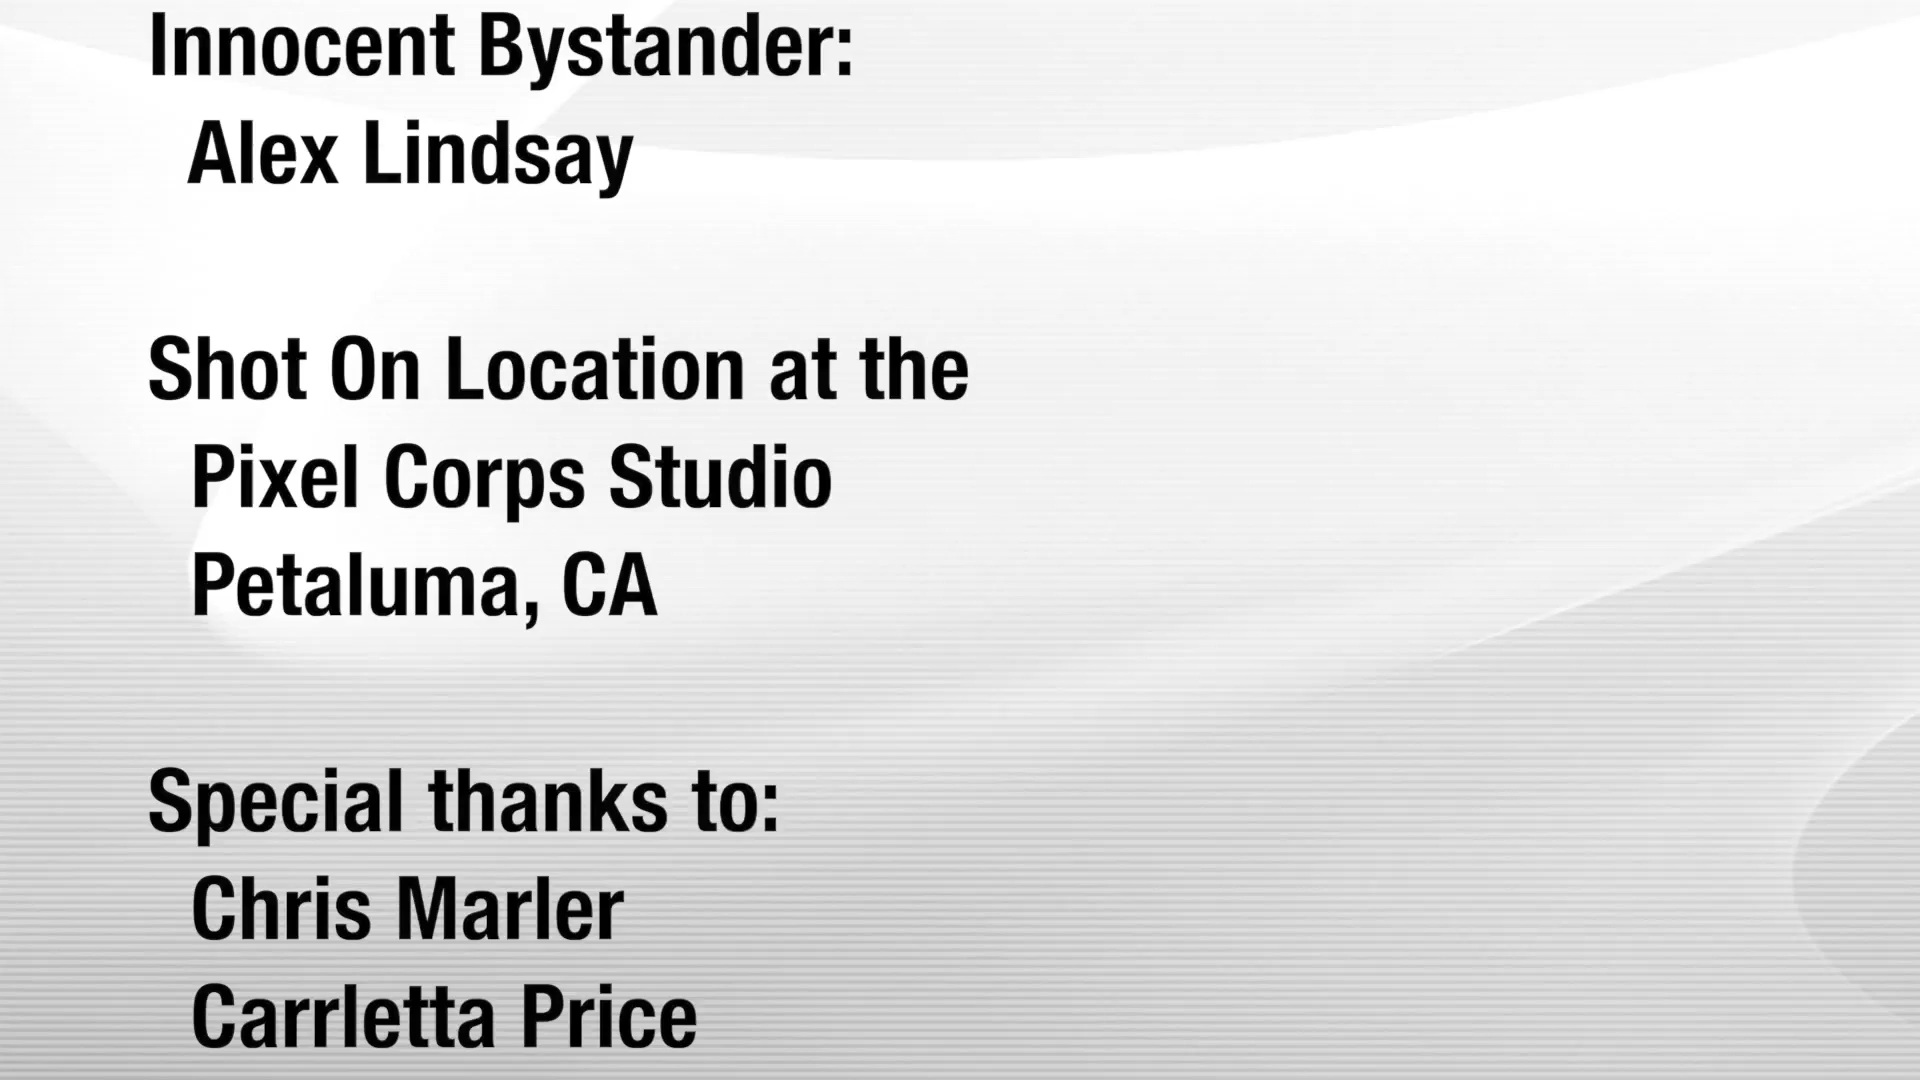 Innocent Bystander:
Alex Lindsay
Shot On Location at the
Pixel Corps Studio
Petaluma, CA
Special thanks to:
Chris Marler
Carrletta Price